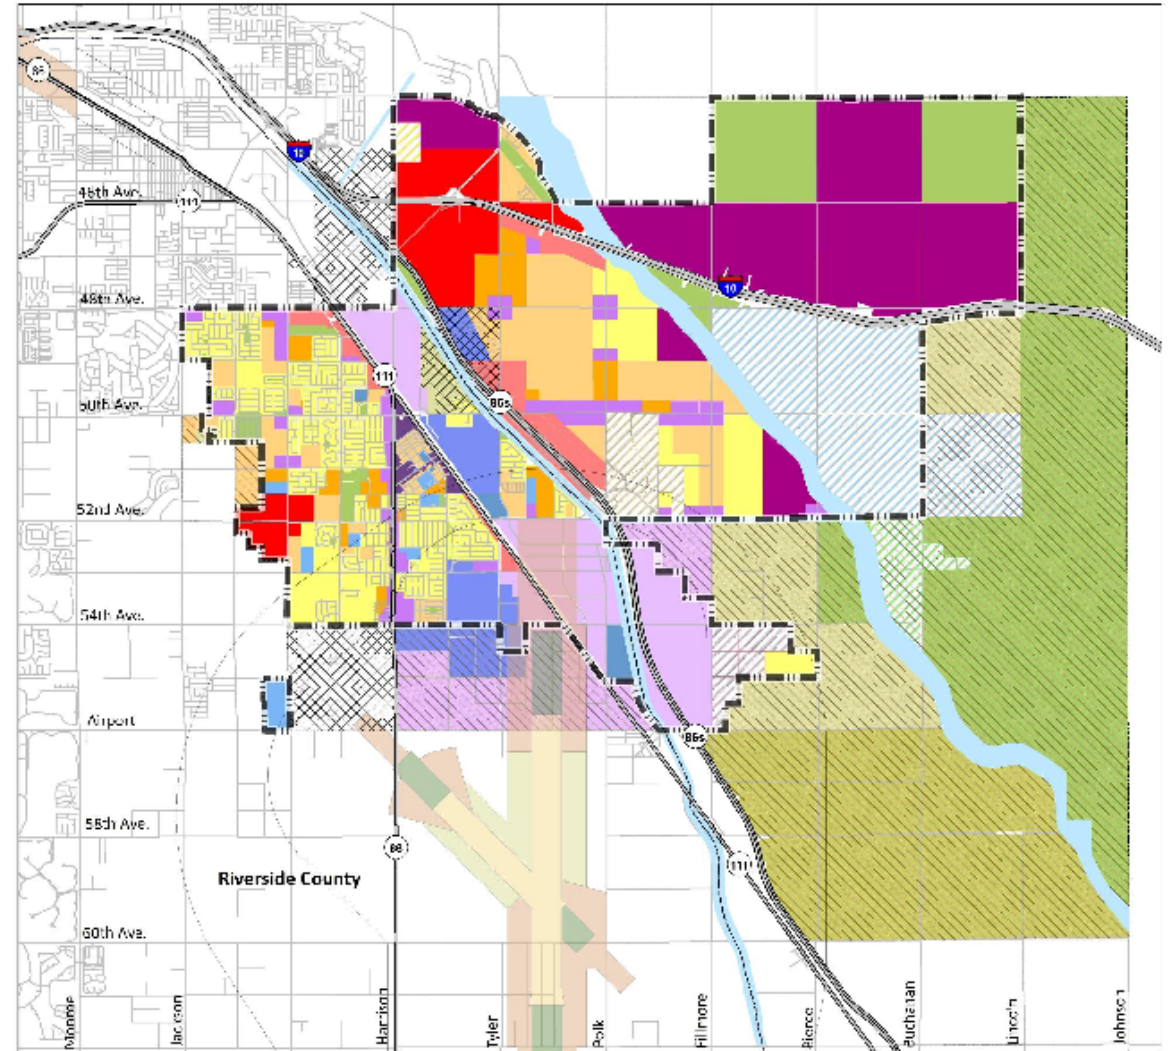 86
10
46th Ave.
111
10
48th Ave.
111
50th Ave.
86s
52nd Ave.
54th Ave.
Airport
86s
58th Ave.
86
111
Riverside County
60th Ave.
Monroe
Jackson
Harrison
Tyler
Polk
Fillmore
Pierce
Buchanan
Lincoln
Johnson